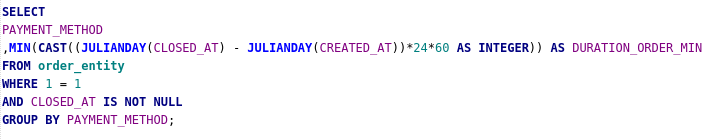 SELECT
PAYMENT_METHOD
,MIN(CAST((JULIANDAY(CLOSED_AT) - JULIANDAY(CREATED_AT))*24*60 AS INTEGER)) AS DURATION_ORDER_MIN
FROM order_entity
WHERE 1 = 1
AND CLOSED_AT IS NOT NULL
GROUP BY PAYMENT_METHOD;